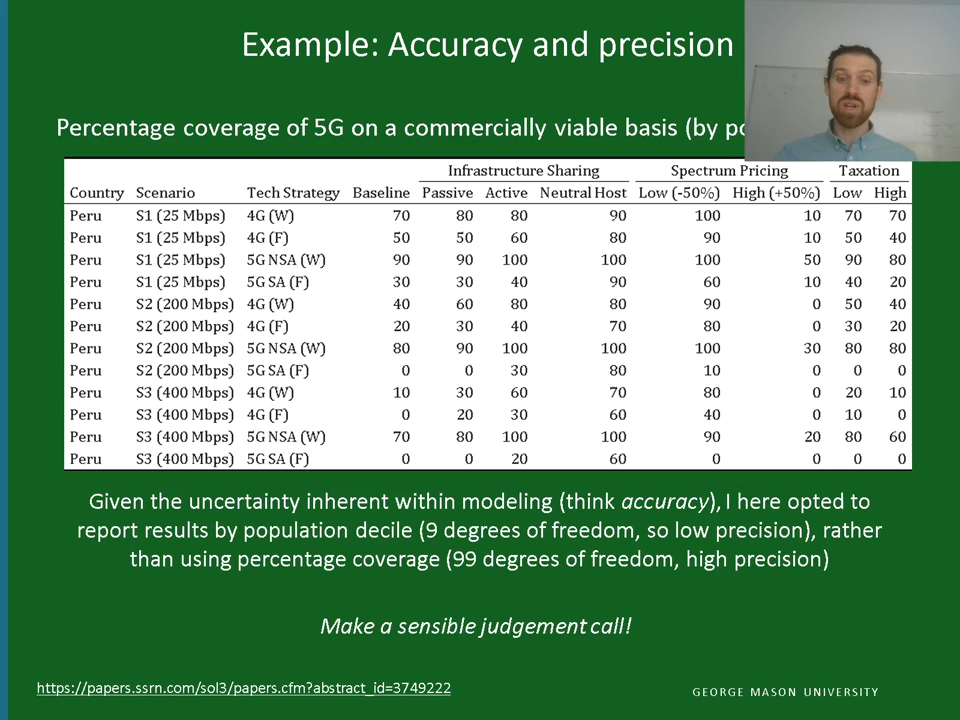 Example: Accuracy and precision
Percentage coverage of 5G on a commercially viable basis (by
Infrastructure Sharing Spectrum Pricing Taxation
Country Scenario Tech Strategy Baseline Passive Active Neutral Host Low (-50%) High (+50%) Low High
Peru S1 (25 Mbps) 4G (W) 70 80 80 90 100 10 70 70
Peru S1 (25 Mbps) 4G (F) 50 50 60 80 90 10 50 40
Peru S1 (25 Mbps) 5G NSA (W) 90 90 100 100 100 50 90 80
Peru S1 (25 Mbps) 5G SA (F) 30 30 40 90 60 10 40 20
Peru S2 (200 Mbps) 4G (W) 40 60 80 80 90 0 50 40
Peru S2 (200 Mbps) 4G (F) 20 30 40 70 80 0 30 20
Peru S2 (200 Mbps) 5G NSA (W) 80 90 100 100 100 30 80 80
Peru S2 (200 Mbps) 5G SA (F) 0 0 30 80 10 0 0 0
Peru S3 (400 Mbps) 4G (W) 10 30 60 70 80 0 20 10
Peru S3 (400 Mbps) 4G (F) 0 20 30 60 40 0 10 0
Peru S3 (400 Mbps) 5G NSA (W) 70 80 100 100 90 20 80 60
Peru S3 (400 Mbps) 5G SA (F) 0 0 20 60 0 0 0 0
Given the uncertainty inherent within modeling (think accuracy), I here opted to
report results by population decile (9 degrees of freedom, so low precision), rather
than using percentage coverage (99 degrees of freedom, high precision)
Make a sensible judgement call!
https://papers.ssrn.com/sol3/papers.cfm?abstract_id=3749222
GEORGE MASON UNIVERSITY